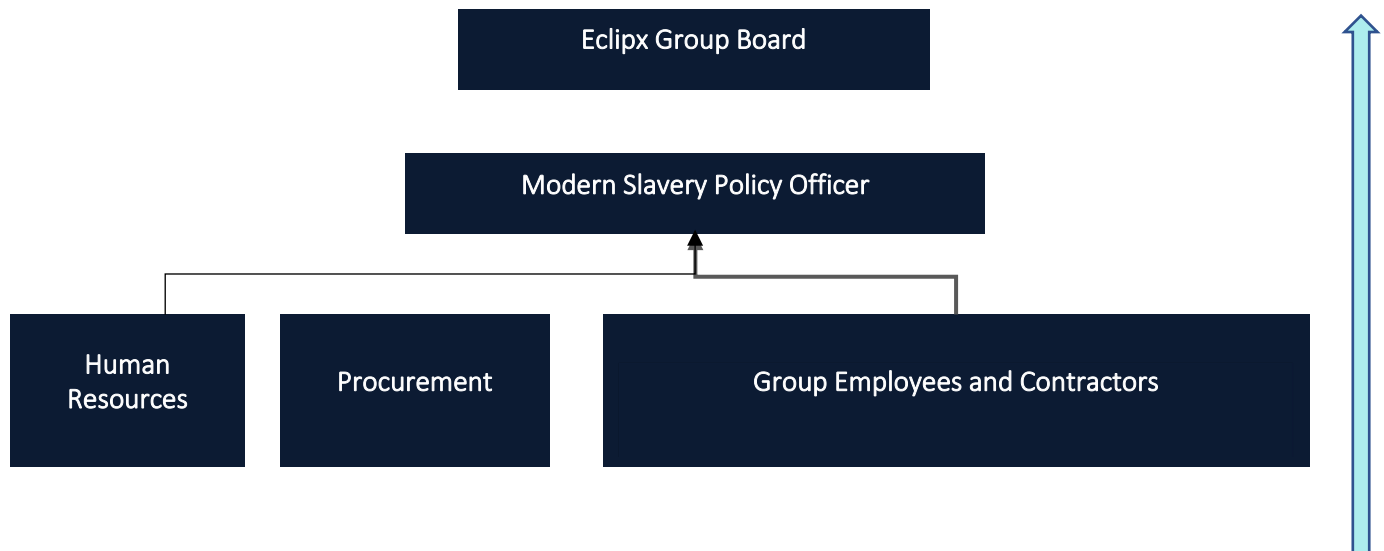 Eclipx Group Board
Modern Slavery Policy Officer
Human
Resources
Procurement
Group Employees and Contractors